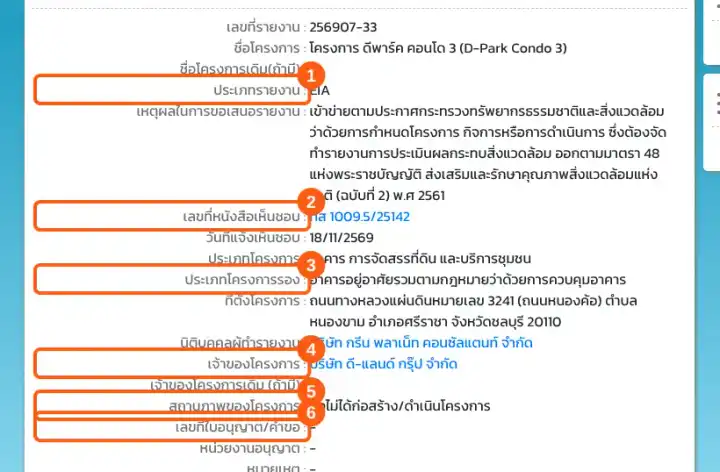 เลขที่รายงาน : 256907-33
ชื่อโครงการ : โครงการ ดีพาร์ค คอนโด 3 (D-Park Condo 3)
ชื่อโครงการเดิม(ถ้ามี)
1
ประเภทรายงาน : EIA
เหตุผลในการขอเสนอรายงาน : เข้าข่ายตามประกาศกระทรวงทรัพยากรธรรมชาติและสิ่งแวดล้อม
ว่าด้วยการกำหนดโครงการ กิจการหรือการดำเนินการ ซึ่งต้องจัด
ทำรายงานการประเมินผลกระทบสิ่งแวดล้อม ออกตามมาตรา 48
แห่งพระราชบัญญัติ ส่งเสริมและรักษาคุณภาพสิ่งแวดล้อมแห่ง
(ฉบับที่ 2) พ.ศ 2561
2
เลขที่หนังสือเห็นชอบ : ทส 1009.5/25142
วันที่แจ้งเห็นชอบ : 18/11/2569
ประเภทโครงการ อาคาร การจัดสรรที่ดิน และบริการชุมชน
3
ประเภทโครงการรอง : อาคารอยู่อาศัยรวมตามกฎหมายว่าด้วยการควบคุมอาคาร
ที่ตั้งโครงการ : ถนนทางหลวงแผ่นดินหมายเลข 3241 (ถนนหนองค้อ) ตำบล
หนองขาม อำเภอศรีราชา จังหวัดชลบุรี 20110
นิติบุคคลผู้ทำรายงาน บริษัท กรีน พลาเน็ท คอนซัลแตนท์ จำกัด
4
เจ้าของโครงการ : บริษัท ดี-แลนด์ กรุ๊ป จำกัด
เจ้าของโครงการเดิม (ถ้ามี)
5
สถานภาพของโครงการ ไม่ได้ก่อสร้าง/ดำเนินโครงการ
6
เลขที่ใบอนุญาต/คำขอ : -
หน่วยงานอนุญาต : -
หมายเหตุ : -